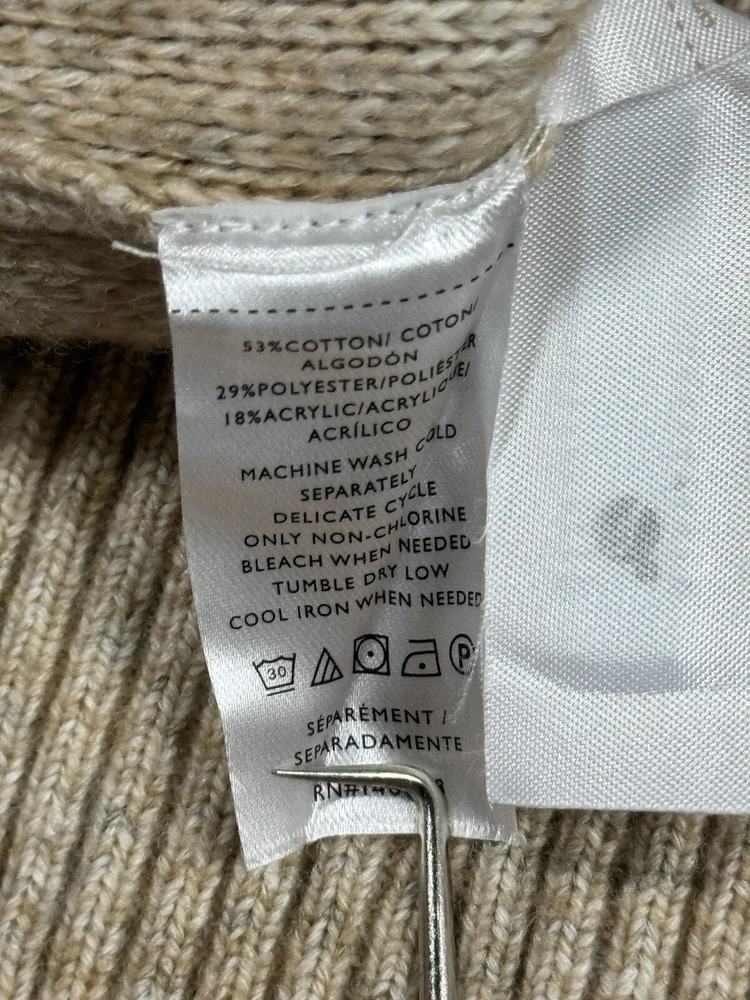 53%COTTON/ COTON/
ALGODÓN
29%POLYESTER/POLIÉSTER
18%ACRYLIC/ACRYLIQUE/
ACRÍLICO
MACHINE WASH COLD
SEPARATELY
DELICATE CYCLE
ONLY NON-CHLORINE
BLEACH WHEN NEEDED
TUMBLE DRY LOW
COOL IRON WHEN NEEDED
30 P
SÉPARÉMENT /
SEPARADAMENTE